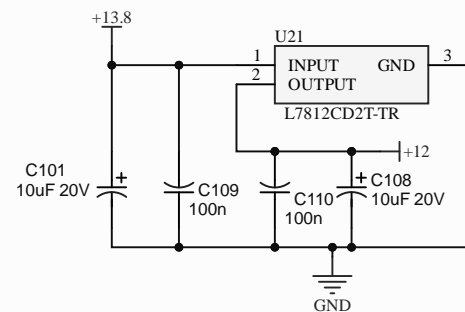 +13.8
U21
1 INPUT GND 3
2 OUTPUT
L7812CD2T-TR
+12
C101
10uF 20V
+
C109
100n
C110
100n
+
C108
10uF 20V
GND